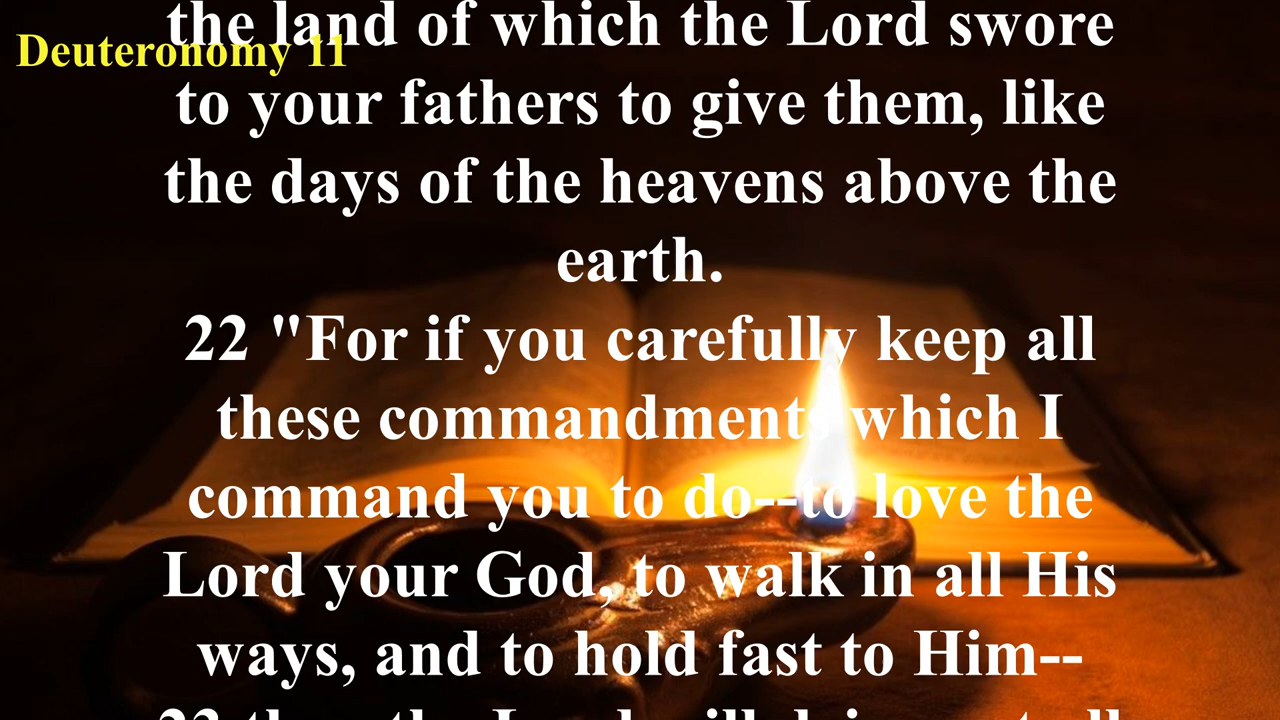 the land of which the Lord swore
Deuteronomy 11
to your fathers to give them, like
the days of the heavens above the
earth.
22 "For if you carefully keep all
these commandments which I
command you to do--to love the
Lord your God, to walk in all His
ways, and to hold fast to Him--